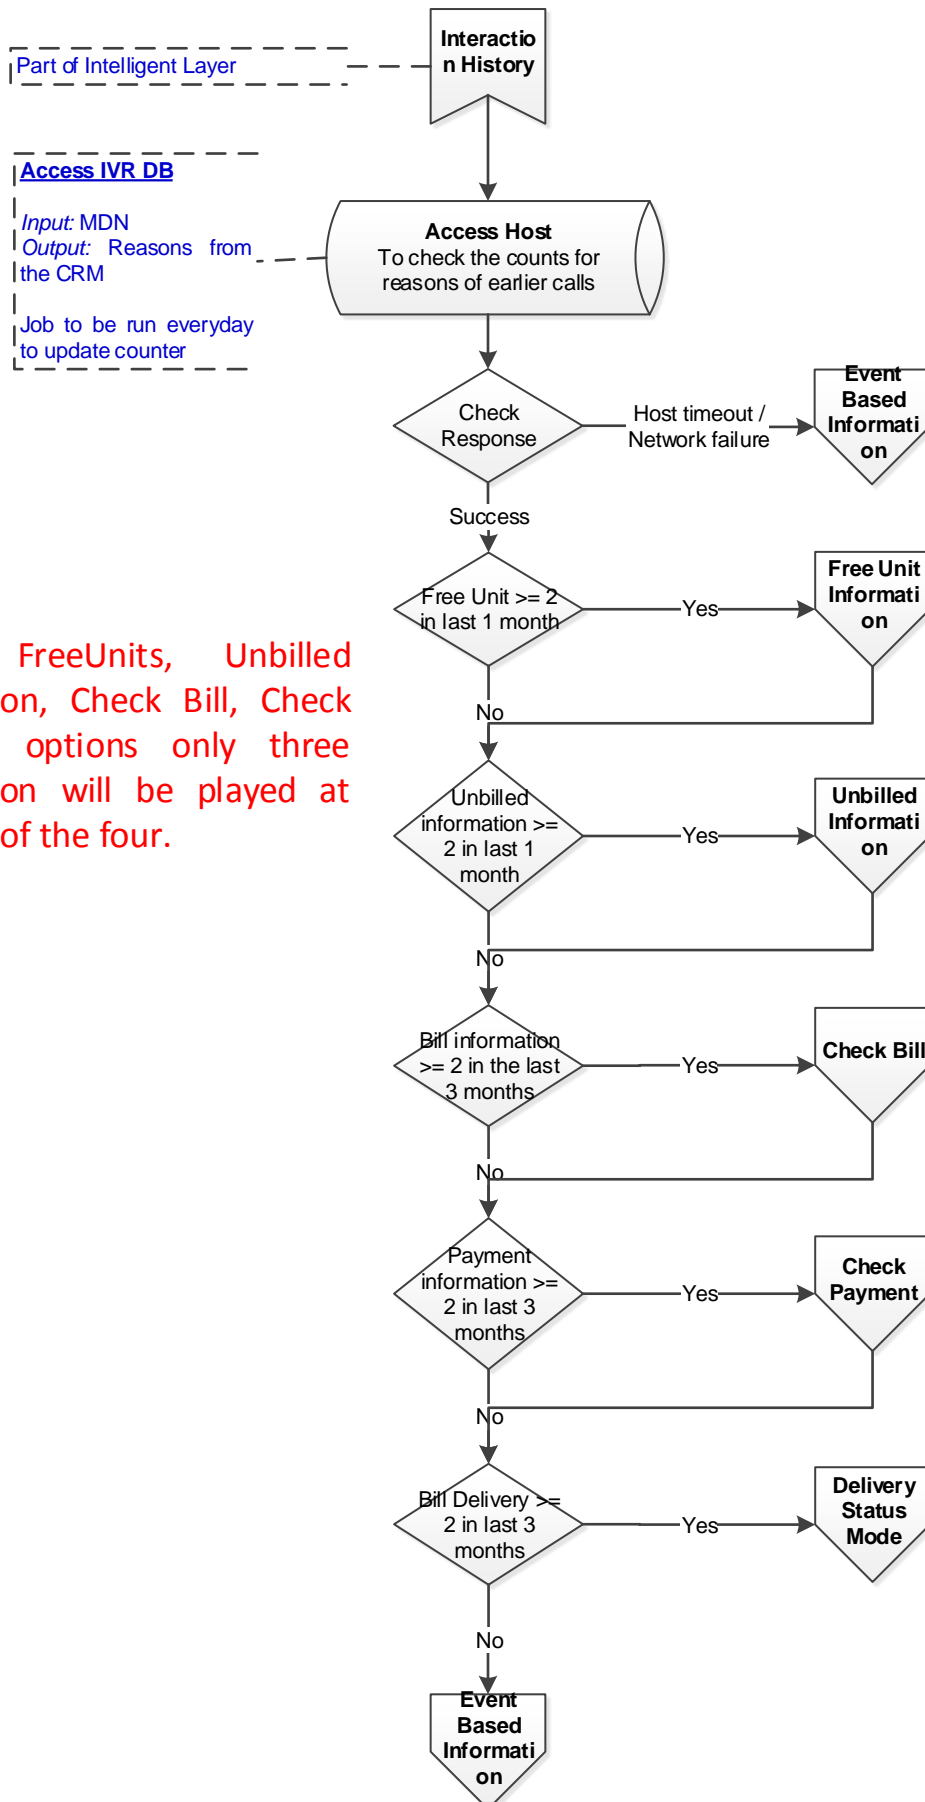 Interactio
n History
Part of Intelligent Layer
Access IVR DB
Input: MDN
Output: Reasons from
the CRM
Job to be run everyday
to update counter
Access Host
To check the counts for
reasons of earlier calls
Check
Response
Host timeout /
Network failure
Event
Based
Informati
on
Success
Free Unit >= 2
in last 1 month
Yes
Free Unit
Informati
on
No
FreeUnits, Unbilled
on, Check Bill, Check
options only three
on will be played at
of the four.
Unbilled
information >=
2 in last 1
month
Yes
Unbilled
Informati
on
No
Bill information
>= 2 in the last
3 months
Yes
Check Bill
No
Payment
information >=
2 in last 3
months
Yes
Check
Payment
No
Bill Delivery >=
2 in last 3
months
Yes
Delivery
Status
Mode
No
Event
Based
Informati
on